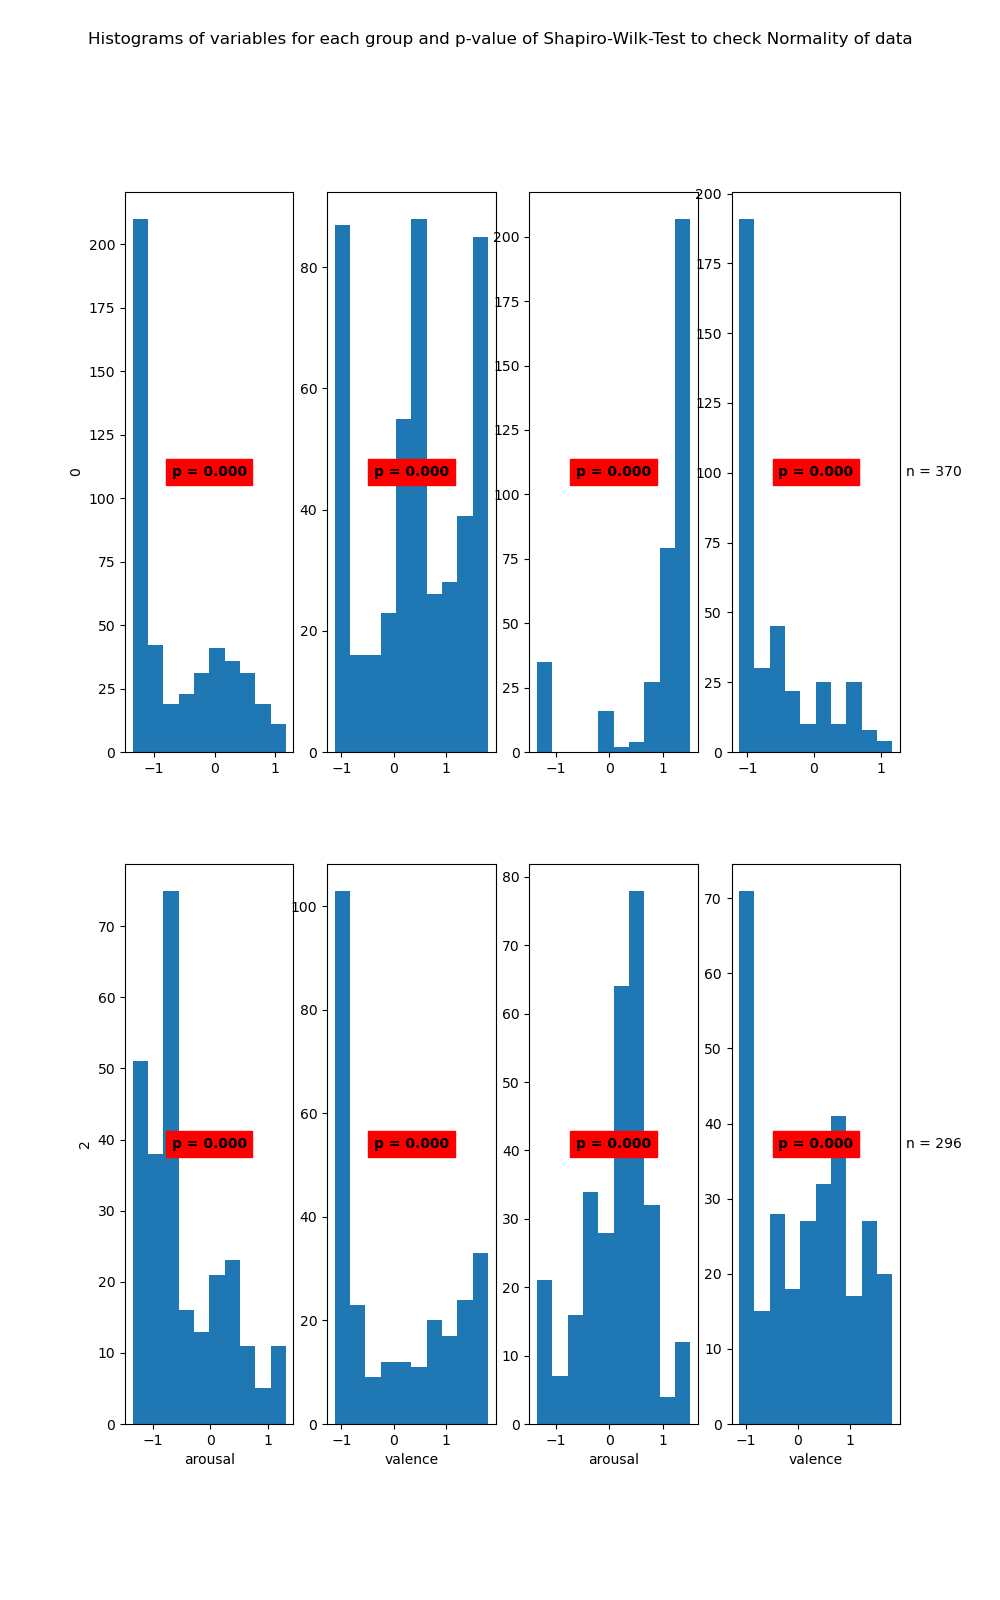 Histograms of variables for each group and p-value of Shapiro-Wilk-Test to check Normality of data
0
200
175
150
125
100
75
50
25
0
−1 0 1
p = 0.000
80
60
40
20
0
−1 0 1
p = 0.000
200
175
150
125
100
75
50
25
0
−1 0 1
p = 0.000
200
175
150
125
100
75
50
25
0
−1 0 1
p = 0.000
n = 370
2
70
60
50
40
30
20
10
0
−1 0 1
arousal
p = 0.000
100
80
60
40
20
0
−1 0 1
valence
p = 0.000
80
70
60
50
40
30
20
10
0
−1 0 1
arousal
p = 0.000
70
60
50
40
30
20
10
0
−1 0 1
valence
p = 0.000
n = 296